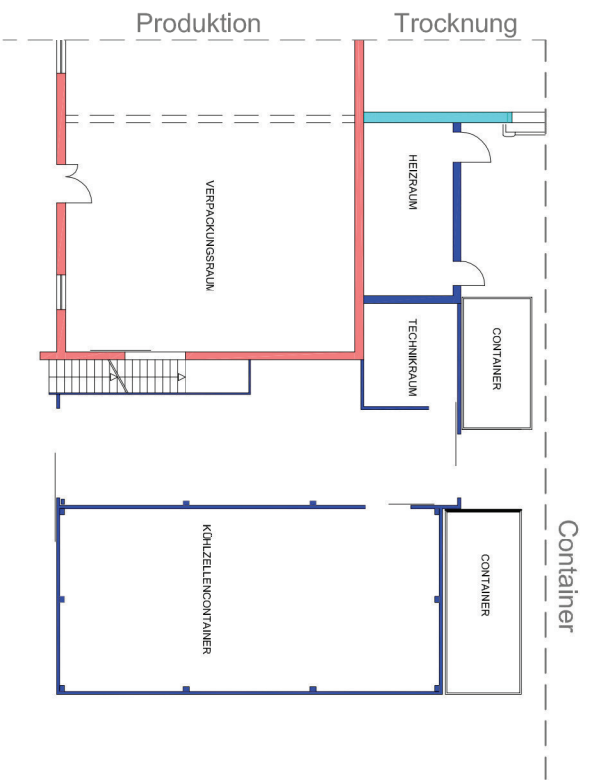 Produktion
Trocknung
HEIZRAUM
VERPACKUNGSRAUM
TECHNIKRAUM
CONTAINER
Container
KÜHLZELLENCONTAINER
CONTAINER